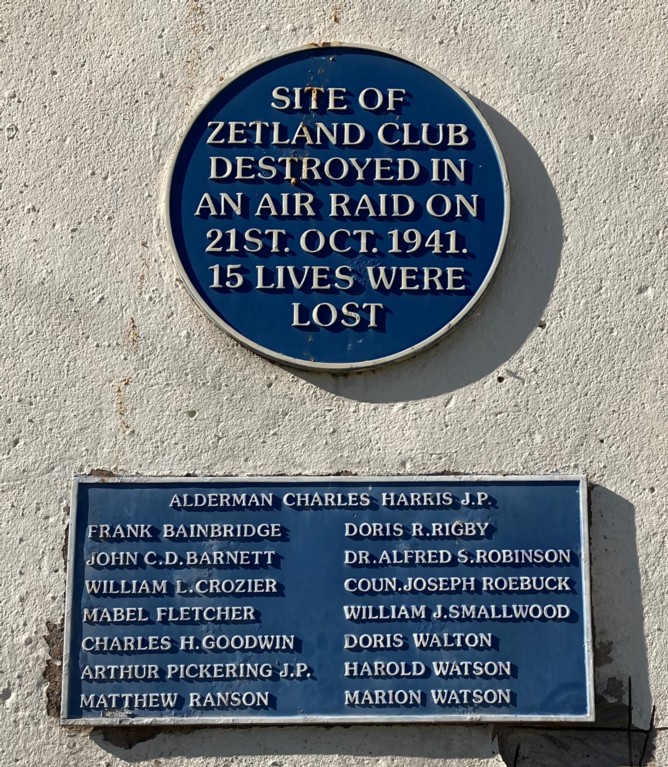 SITE OF
ZETLAND CLUB
DESTROYED IN
AN AIR RAID ON
21ST. OCT. 1941.
15 LIVES WERE
LOST
ALDERMAN CHARLES HARRIS J.P.
FRANK BAINBRIDGE
JOHN C.D.BARNETT
WILLIAM L.CROZIER
MABEL FLETCHER
CHARLES H.GOODWIN
ARTHUR PICKERING J.P.
MATTHEW RANSON
DORIS R.RIGBY
DR.ALFRED S.ROBINSON
COUN.JOSEPH ROEBUCK
WILLIAM J.SMALLWOOD
DORIS WALTON
HAROLD WATSON
MARION WATSON